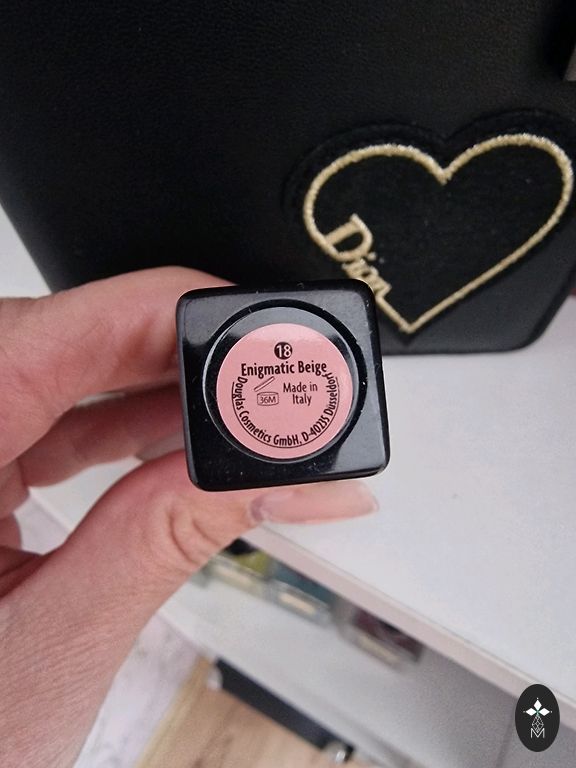 Dior
18
Enigmatic Beige
36M
Made in
Italy
Douglas Cosmetics GmbH, D-40235 Düsseldorf
M